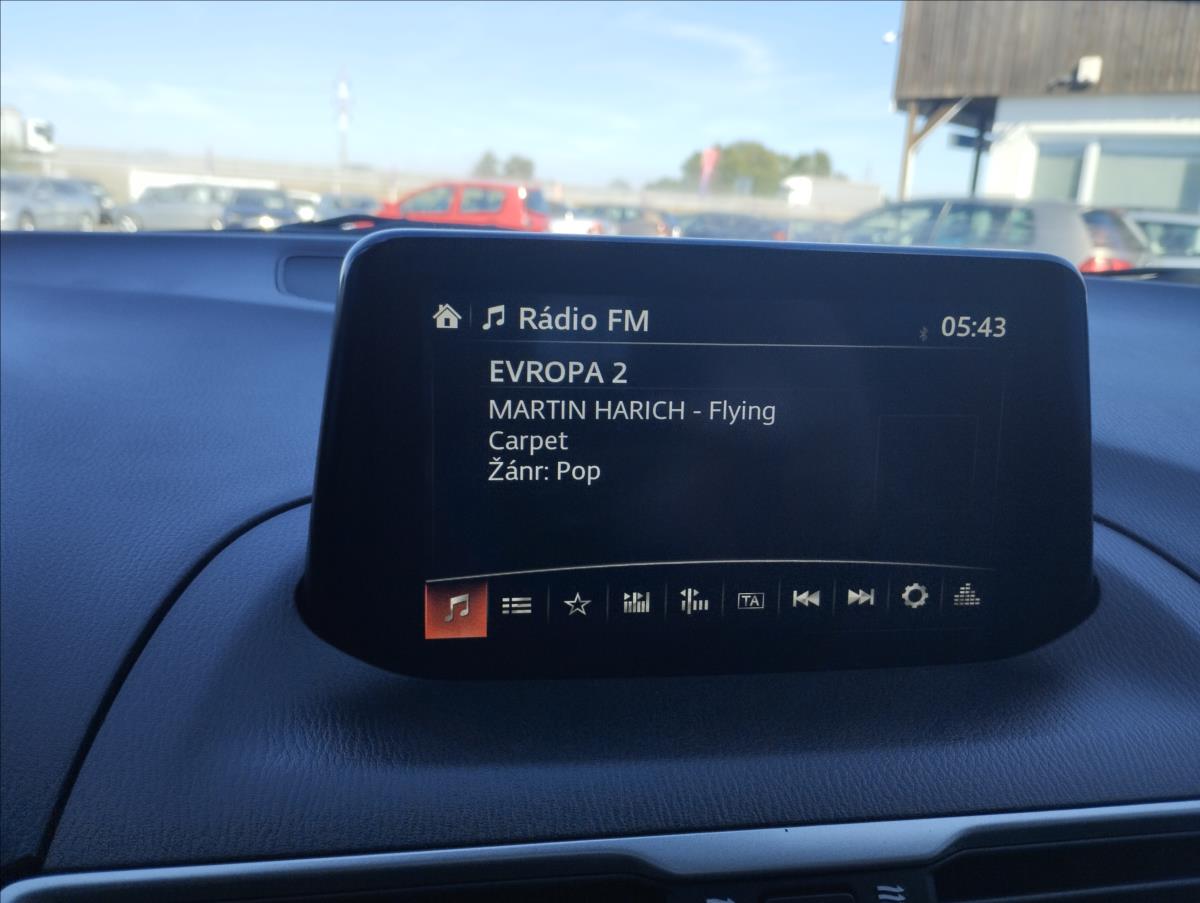 Rádio FM
05:43
EVROPA 2
MARTIN HARICH - Flying
Carpet
Žánr: Pop
TA